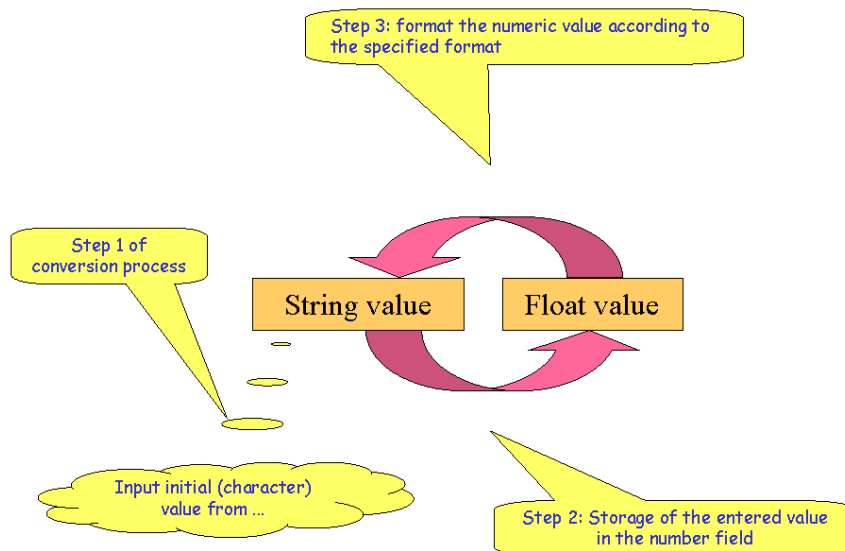 Step 3: format the numeric value according to
the specified format
Step 1 of
conversion process
String value
Float value
Input initial (character)
value from ...
Step 2: Storage of the entered value
in the number field